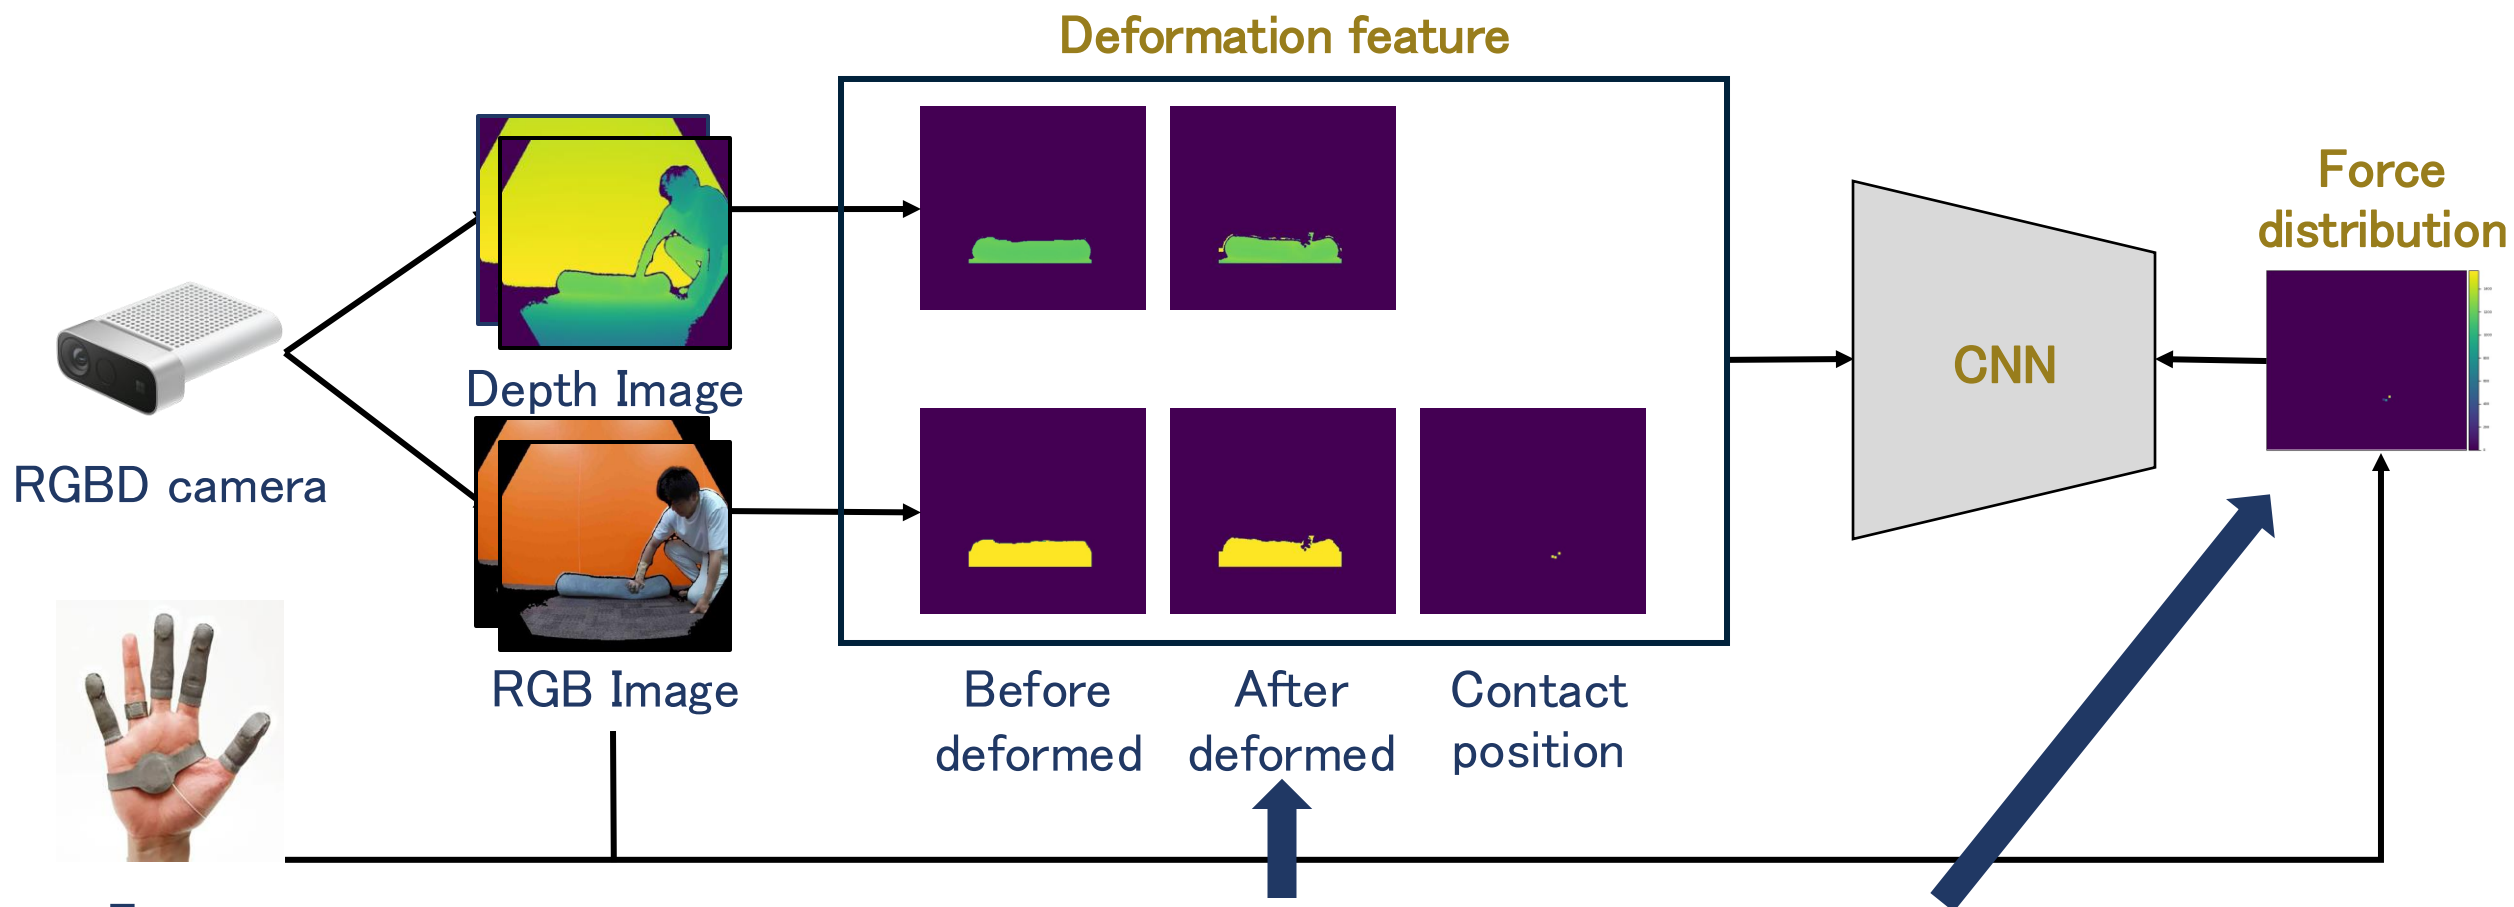 Deformation feature
Force
distribution
CNN
Depth Image
RGBD camera
RGB Image
Before
deformed
After
deformed
Contact
position